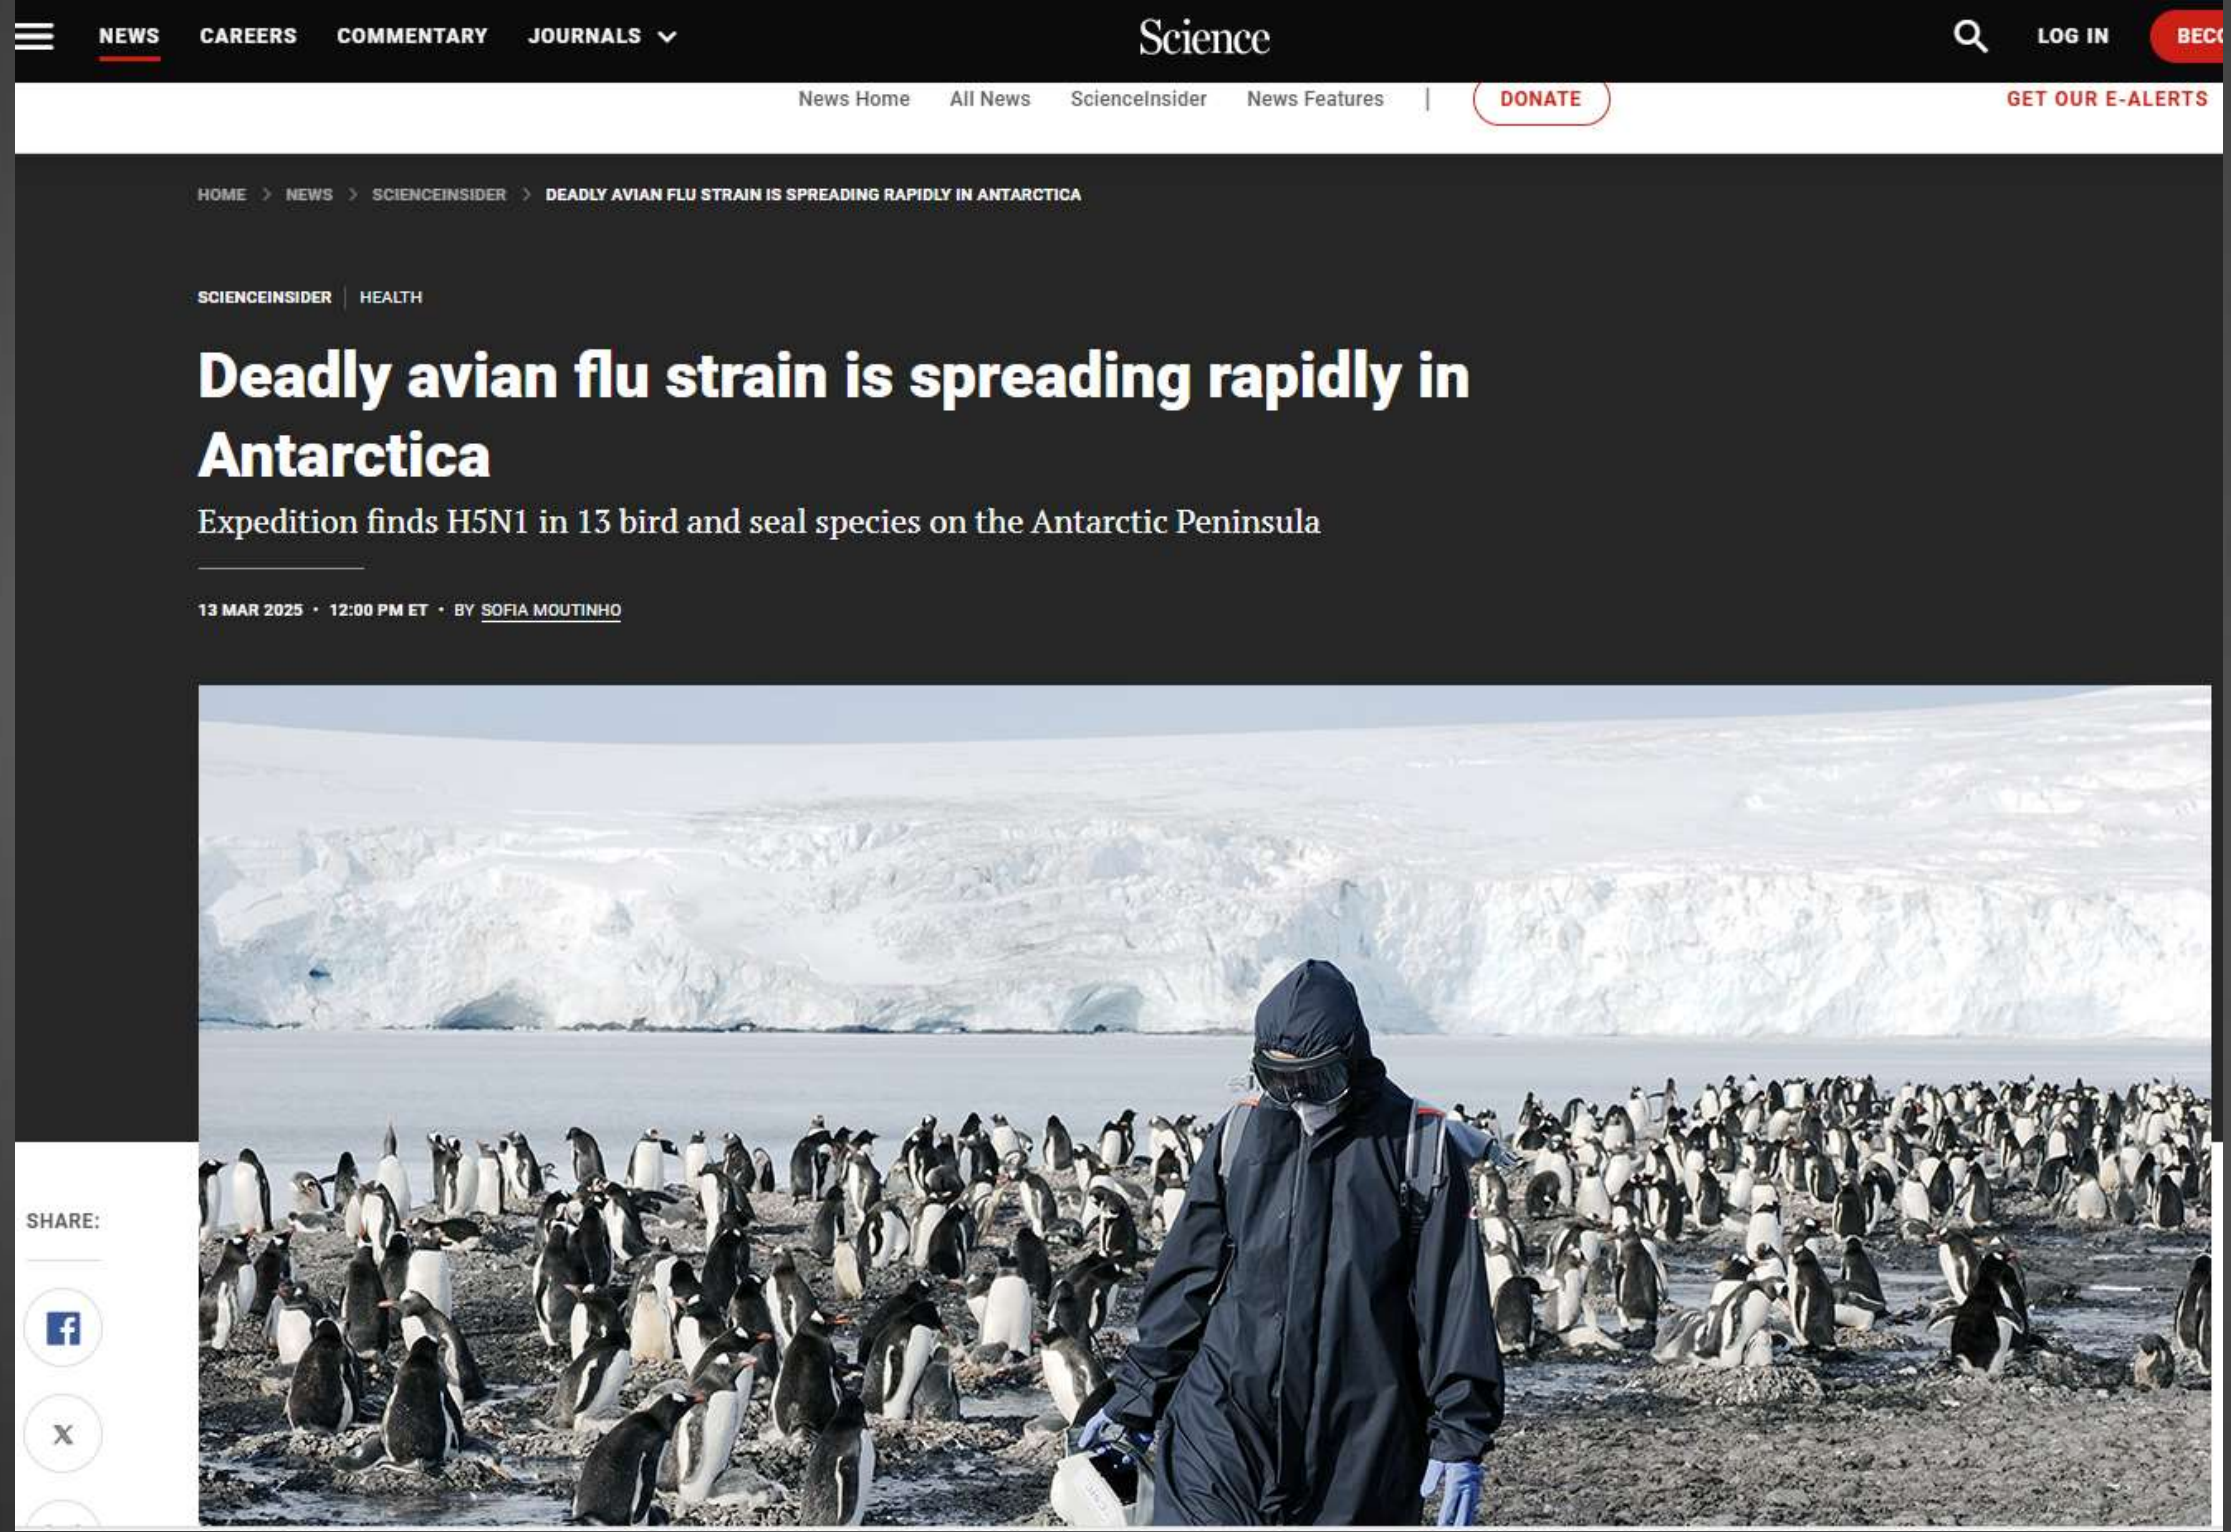 NEWS CAREERS COMMENTARY JOURNALS Science LOG IN
News Home All News ScienceInsider News Features | DONATE GET OUR E-ALERTS
HOME > NEWS > SCIENCEINSIDER > DEADLY AVIAN FLU STRAIN IS SPREADING RAPIDLY IN ANTARCTICA
SCIENCEINSIDER | HEALTH
Deadly avian flu strain is spreading rapidly in
Antarctica
Expedition finds H5N1 in 13 bird and seal species on the Antarctic Peninsula
13 MAR 2025 • 12:00 PM ET • BY SOFIA MOUTINHO
SHARE: